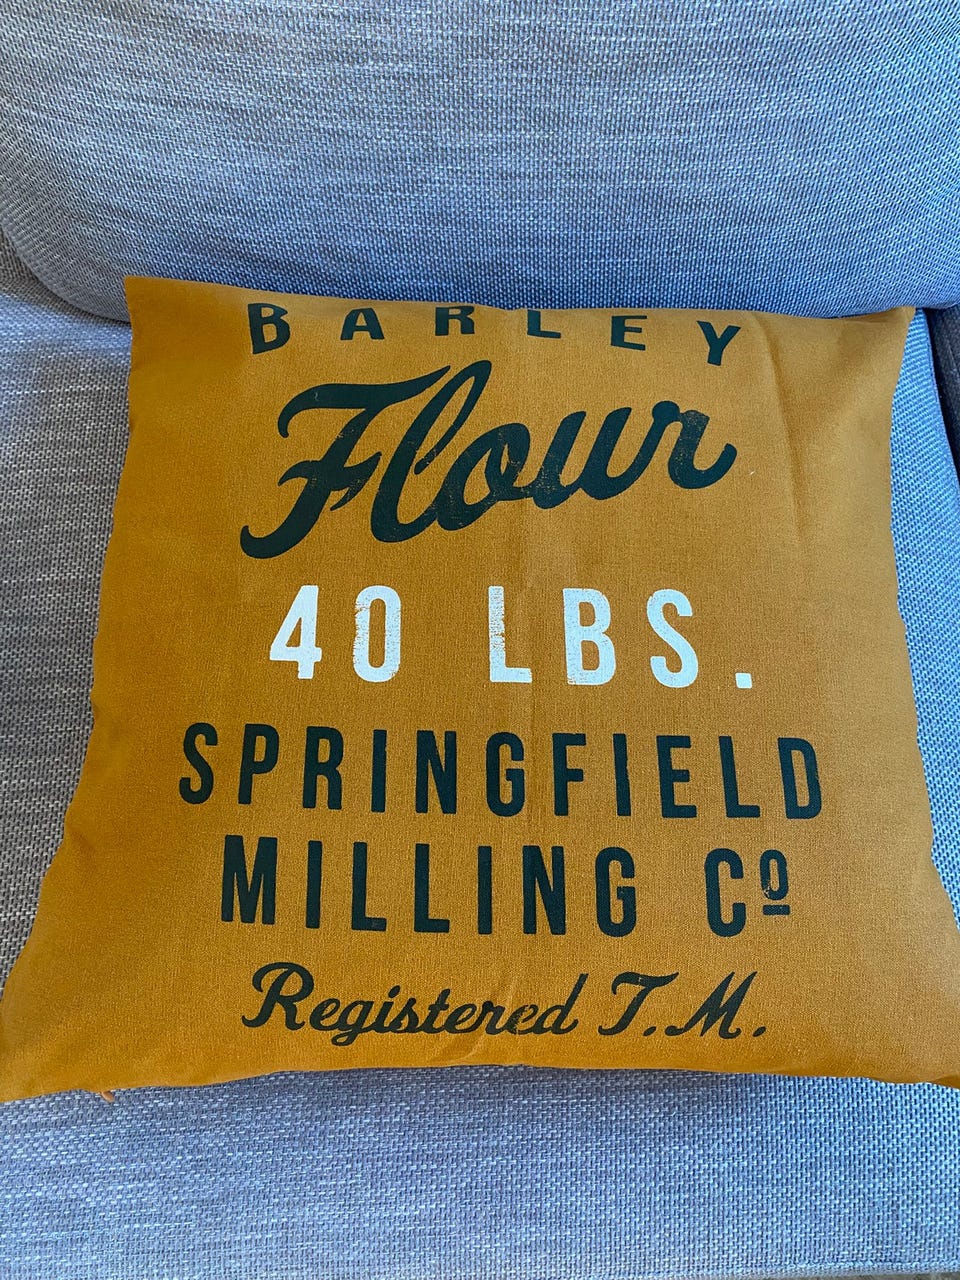 BARLEY
Flour
40 LBS.
SPRINGFIELD
MILLING Cº
Registered T.M.